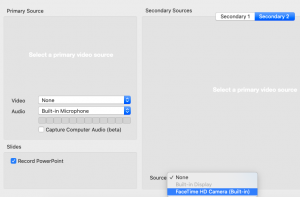 Primary Source
Secondary Sources
Secondary 1
Secondary 2
Select a primary video source
Select a primary video source
Video
None
Audio
Built-in Microphone
Capture Computer Audio (beta)
Slides
Record PowerPoint
Source
✓ None
Built-in Display
FaceTime HD Camera (Built-in)